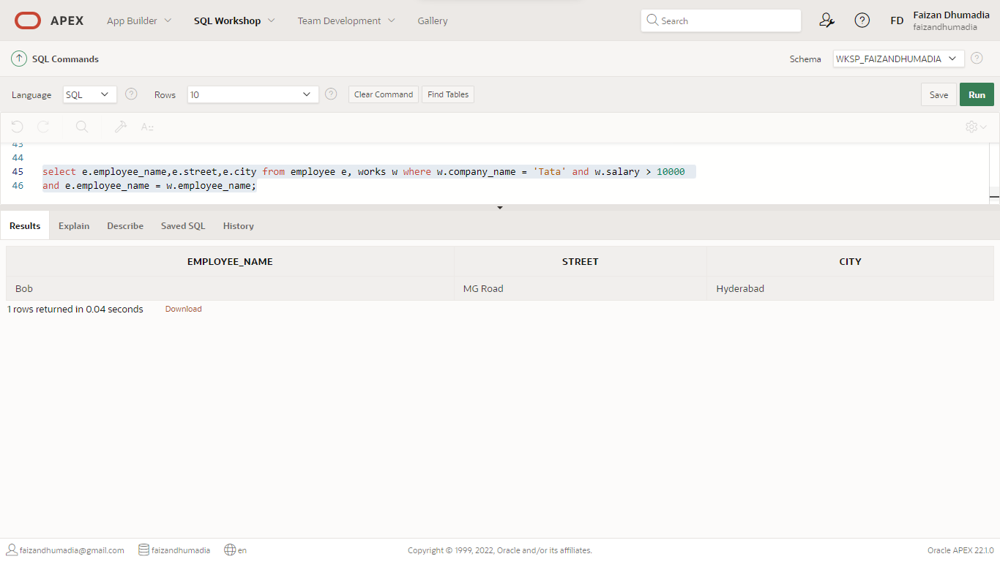 APEX App Builder SQL Workshop Team Development Gallery Search FD Faizan Dhumadia
faizandhumadia
SQL Commands Schema WKSP_FAIZANDHUMADIA
Language SQL Rows 10 Clear Command Find Tables Save Run
43
44
45 select e.employee_name,e.street,e.city from employee e, works w where w.company_name = 'Tata' and w.salary > 10000
46 and e.employee_name = w.employee_name;
Results Explain Describe Saved SQL History
EMPLOYEE_NAME STREET CITY
Bob MG Road Hyderabad
1 rows returned in 0.04 seconds Download
faizandhumadia@gmail.com faizandhumadia en Copyright © 1999, 2022, Oracle and/or its affiliates. Oracle APEX 22.1.0